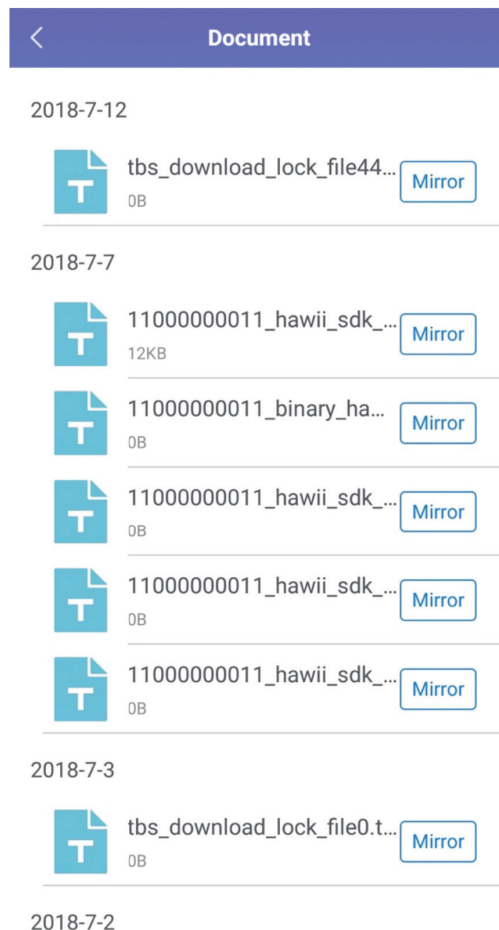 Document
2018-7-12
tbs_download_lock_file44...
Mirror
0B
2018-7-7
11000000011_hawii_sdk_...
Mirror
12KB
11000000011_binary_ha...
Mirror
0B
11000000011_hawii_sdk_...
Mirror
0B
11000000011_hawii_sdk_...
Mirror
0B
11000000011_hawii_sdk_...
Mirror
0B
2018-7-3
tbs_download_lock_file0.t...
Mirror
0B
2018-7-2